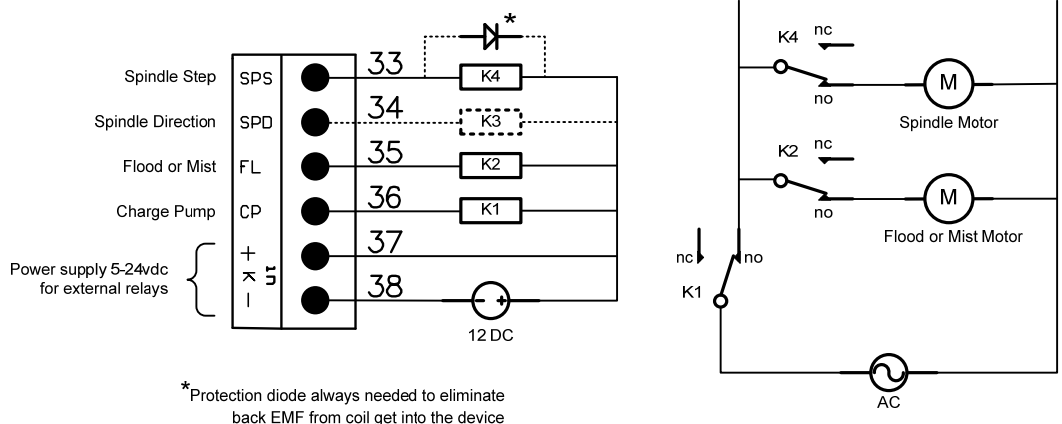 *
Spindle Step SPS 33 K4
Spindle Direction SPD 34 K3
Flood or Mist FL 35 K2
Charge Pump CP 36 K1
+ 37
Power supply 5-24vdc
for external relays
K
- 38
- +
12 DC
*Protection diode always needed to eliminate
back EMF from coil get into the device
nc
K4
no
M
Spindle Motor
nc
K2
no
M
Flood or Mist Motor
nc no
K1
AC